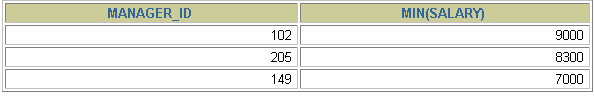 MANAGER_ID MIN(SALARY)
102 9000
205 8300
149 7000